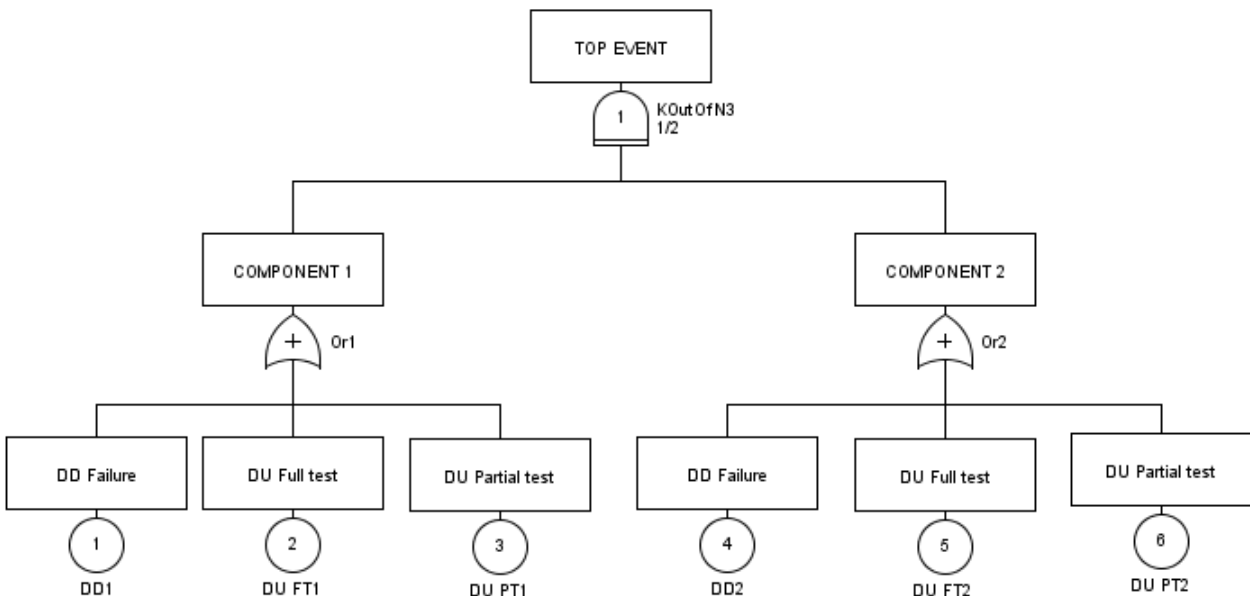 TOP EVENT
1
KOutOfN3
1/2
COMPONENT 1
COMPONENT 2
+
Or1
+
Or2
DD Failure
DU Full test
DU Partial test
DD Failure
DU Full test
DU Partial test
1
2
3
4
5
6
DD1
DU FT1
DU PT1
DD2
DU FT2
DU PT2